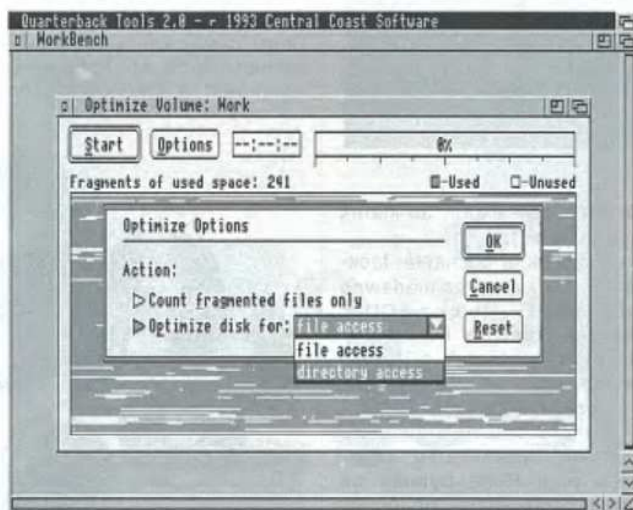 Quarterback Tools 2.0 - r 1993 Central Coast Software
WorkBench
Optimize Volume: Work
Start
Options
--:--:--
0%
Fragments of used space: 241
-Used
-Unused
Optimize Options
OK
Action:
Cancel
Count fragmented files only
Optimize disk for:
file access
Reset
file access
directory access